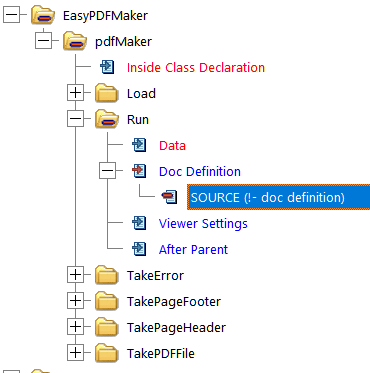 EasyPDFMaker
pdfMaker
Inside Class Declaration
Load
Run
Data
Doc Definition
SOURCE (!- doc definition)
Viewer Settings
After Parent
TakeError
TakePageFooter
TakePageHeader
TakePDFFile